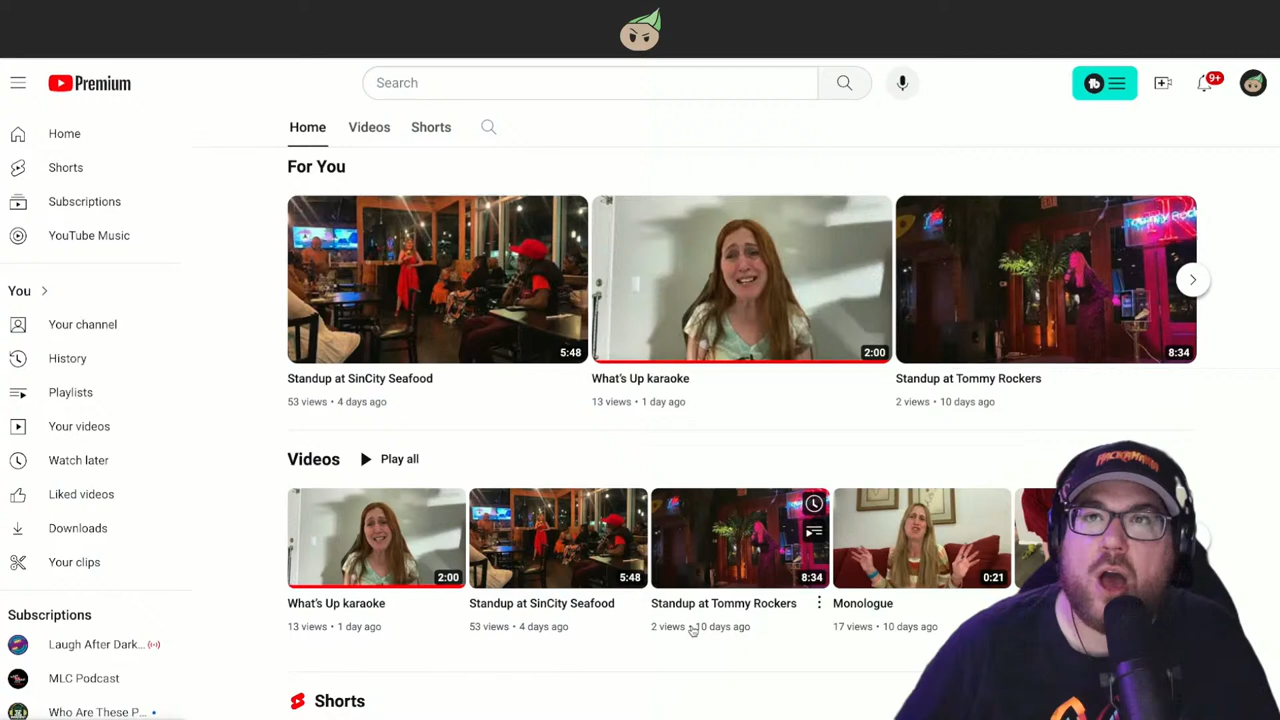 Premium
Search
9+
Home
Shorts
Subscriptions
YouTube Music
You
Your channel
History
Playlists
Your videos
Watch later
Liked videos
Downloads
Your clips
Subscriptions
Laugh After Dark...
MLC Podcast
Who Are These P...
Home Videos Shorts
For You
5:48
2:00
Tommy Rock
8:34
Standup at SinCity Seafood
53 views • 4 days ago
What's Up karaoke
13 views • 1 day ago
Standup at Tommy Rockers
2 views • 10 days ago
Videos Play all
2:00
5:48
8:34
0:21
What's Up karaoke
13 views • 1 day ago
Standup at SinCity Seafood
53 views • 4 days ago
Standup at Tommy Rockers
2 views • 10 days ago
Monologue
17 views • 10 days ago
Shorts